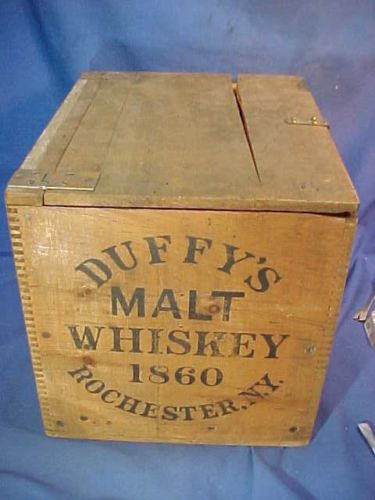 DUFFY'S
MALT
WHISKEY
1860
ROCHESTER, N.Y.